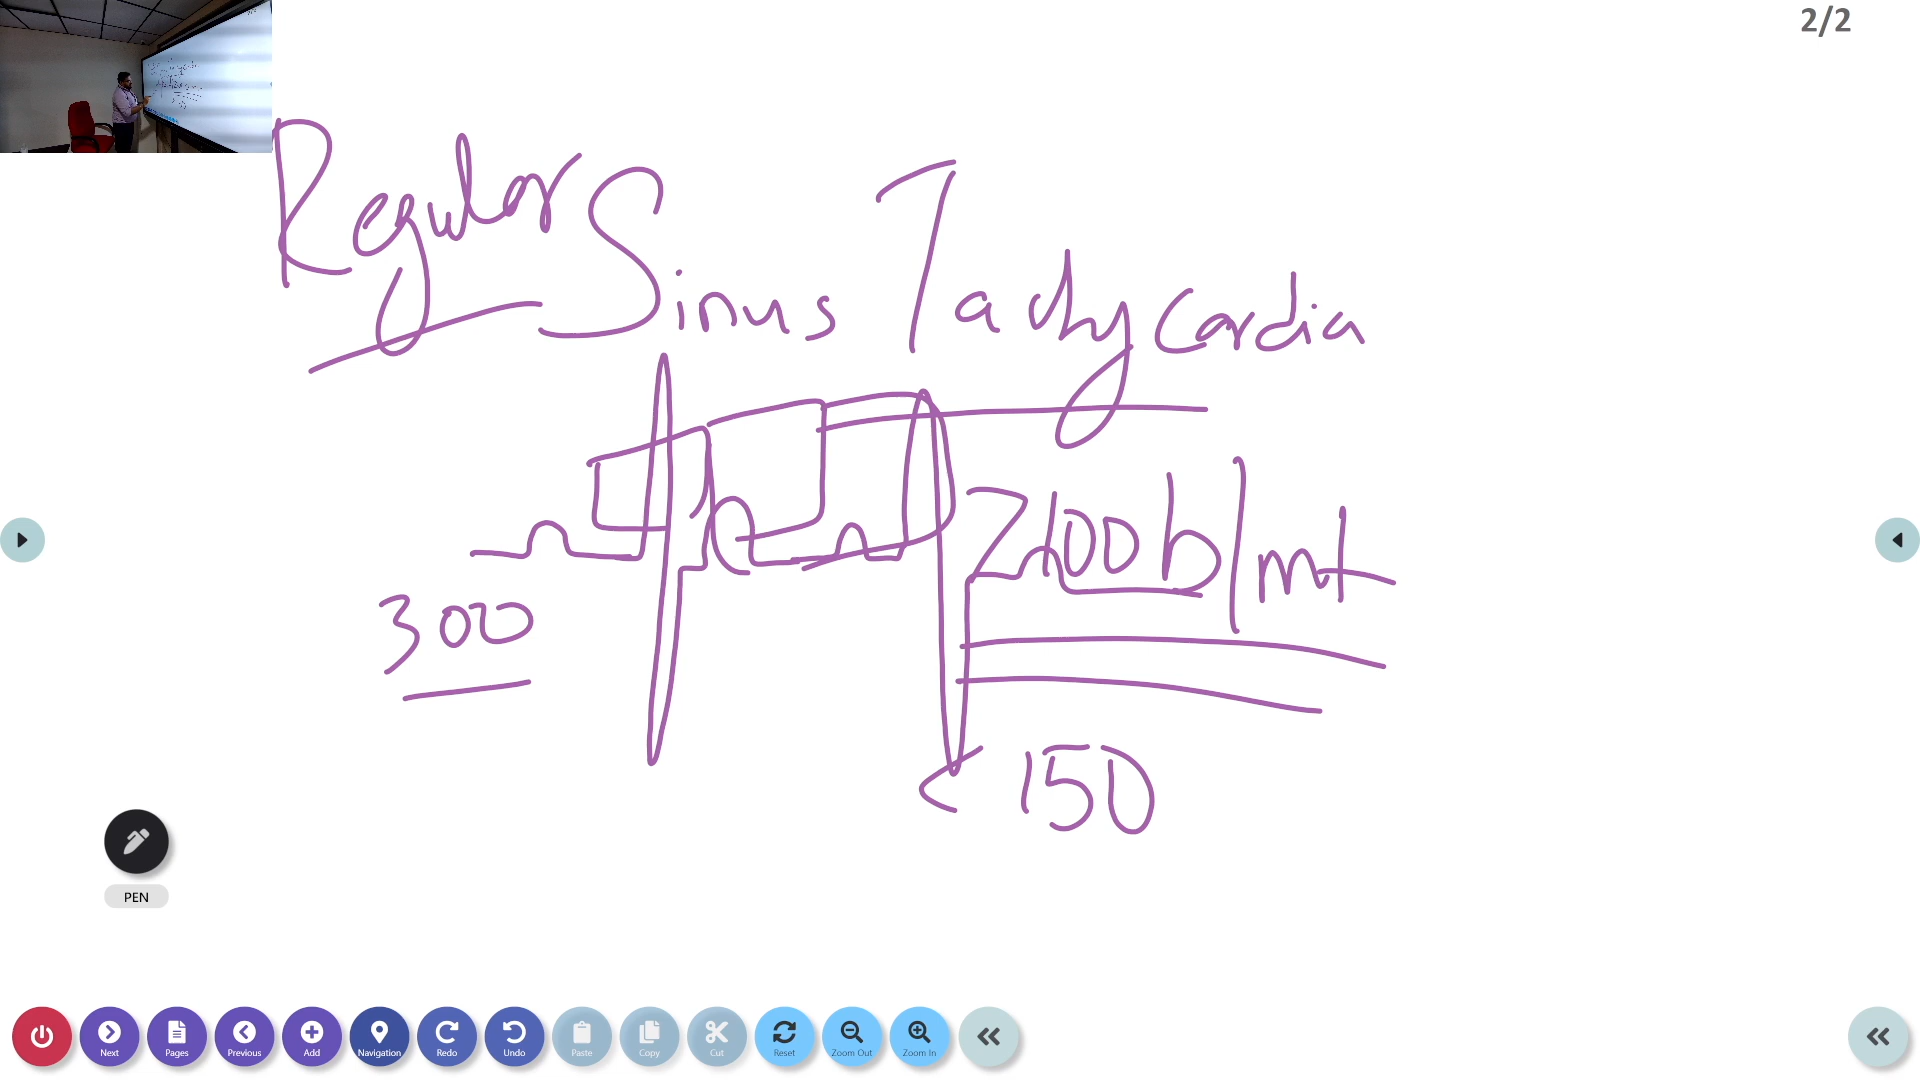 2/2
Regular Sinus Tachycardia
100 b/mt
300
< 150
PEN
Next Pages Previous Add Navigation Redo Undo Paste Copy Cut Reset Zoom Out Zoom In